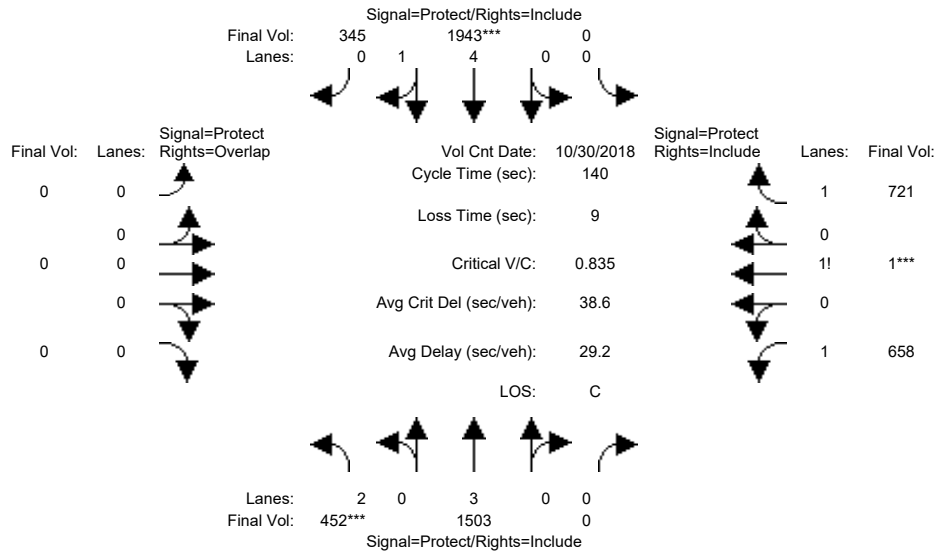 Signal=Protect/Rights=Include
Final Vol: 345 1943*** 0
Lanes: 0 1 4 0 0
Signal=Protect
Final Vol: Lanes: Rights=Overlap
Vol Cnt Date: 10/30/2018
Signal=Protect
Rights=Include Lanes: Final Vol:
Cycle Time (sec): 140
0 0 1 721
Loss Time (sec): 9
0 0
0 0 Critical V/C: 0.835 1! 1***
0 Avg Crit Del (sec/veh): 38.6 0
0 0 Avg Delay (sec/veh): 29.2 1 658
LOS: C
Lanes: 2 0 3 0 0
Final Vol: 452*** 1503 0
Signal=Protect/Rights=Include